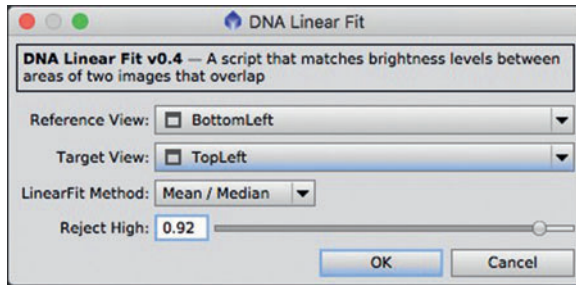 DNA Linear Fit
DNA Linear Fit v0.4 — A script that matches brightness levels between
areas of two images that overlap
Reference View: BottomLeft
Target View: TopLeft
LinearFit Method: Mean / Median
Reject High: 0.92
OK Cancel